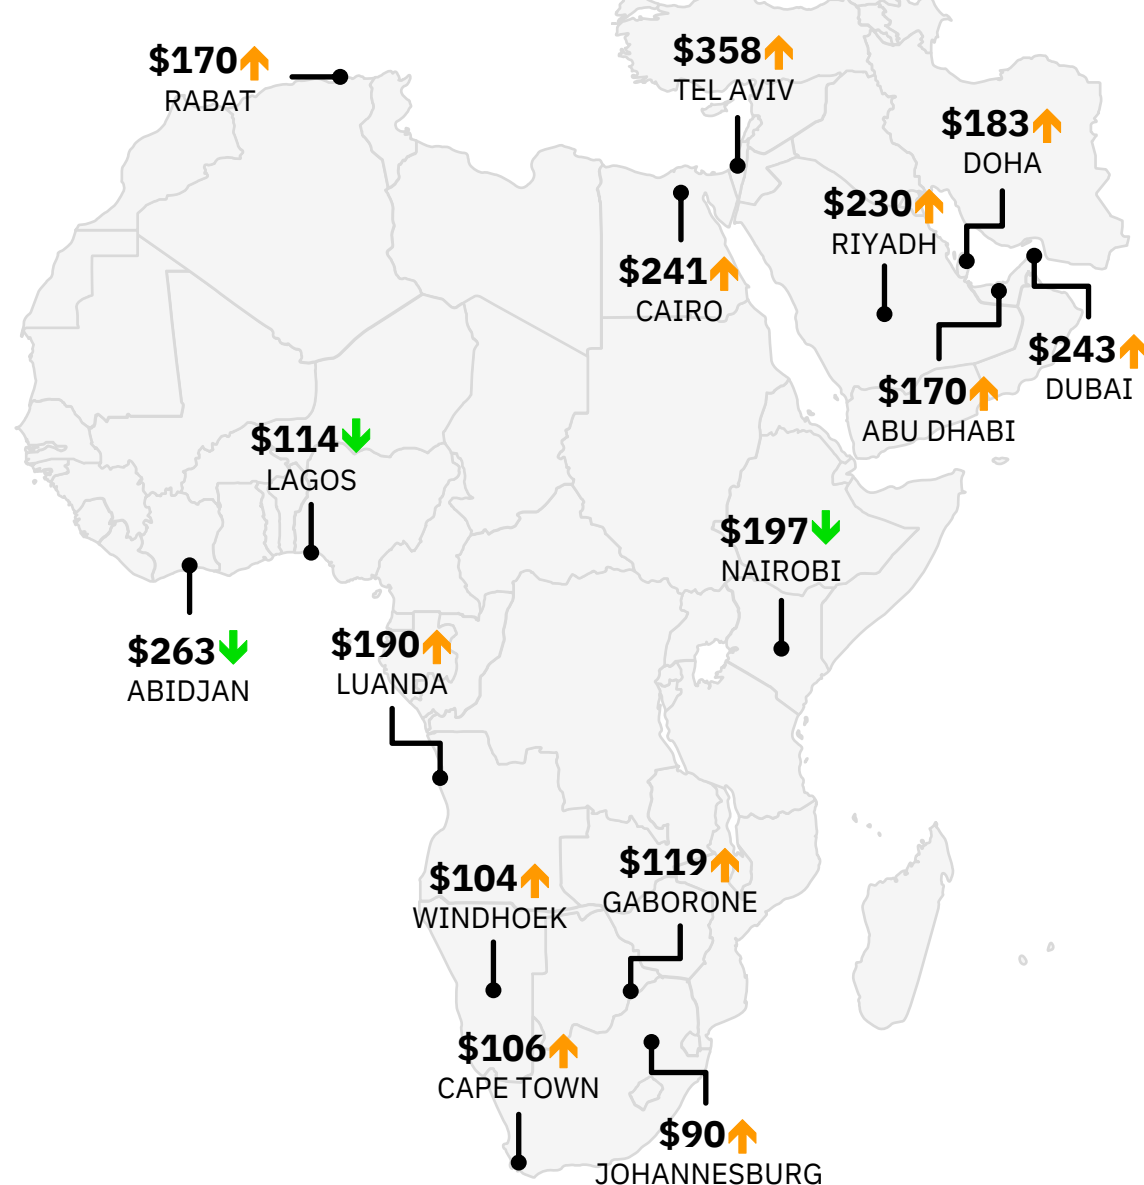 $170
RABAT
$358
TEL AVIV
$183
DOHA
$230
RIYADH
$241
CAIRO
$243
DUBAI
$170
ABU DHABI
$114
LAGOS
$197
NAIROBI
$263
ABIDJAN
$190
LUANDA
$104
WINDHOEK
$119
GABORONE
$106
CAPE TOWN
$90
JOHANNESBURG